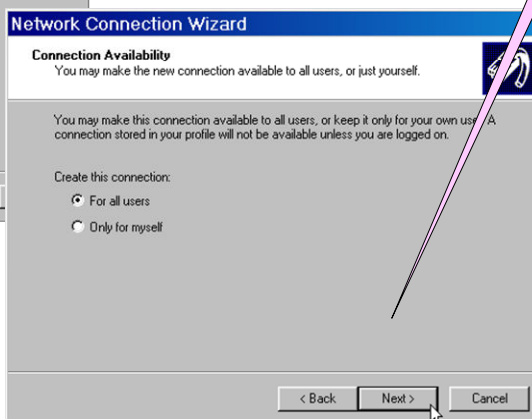 Network Connection Wizard
Connection Availability
You may make the new connection available to all users, or just yourself.
You may make this connection available to all users, or keep it only for your own use. A
connection stored in your profile will not be available unless you are logged on.
Create this connection:
For all users
Only for myself
< Back Next > Cancel